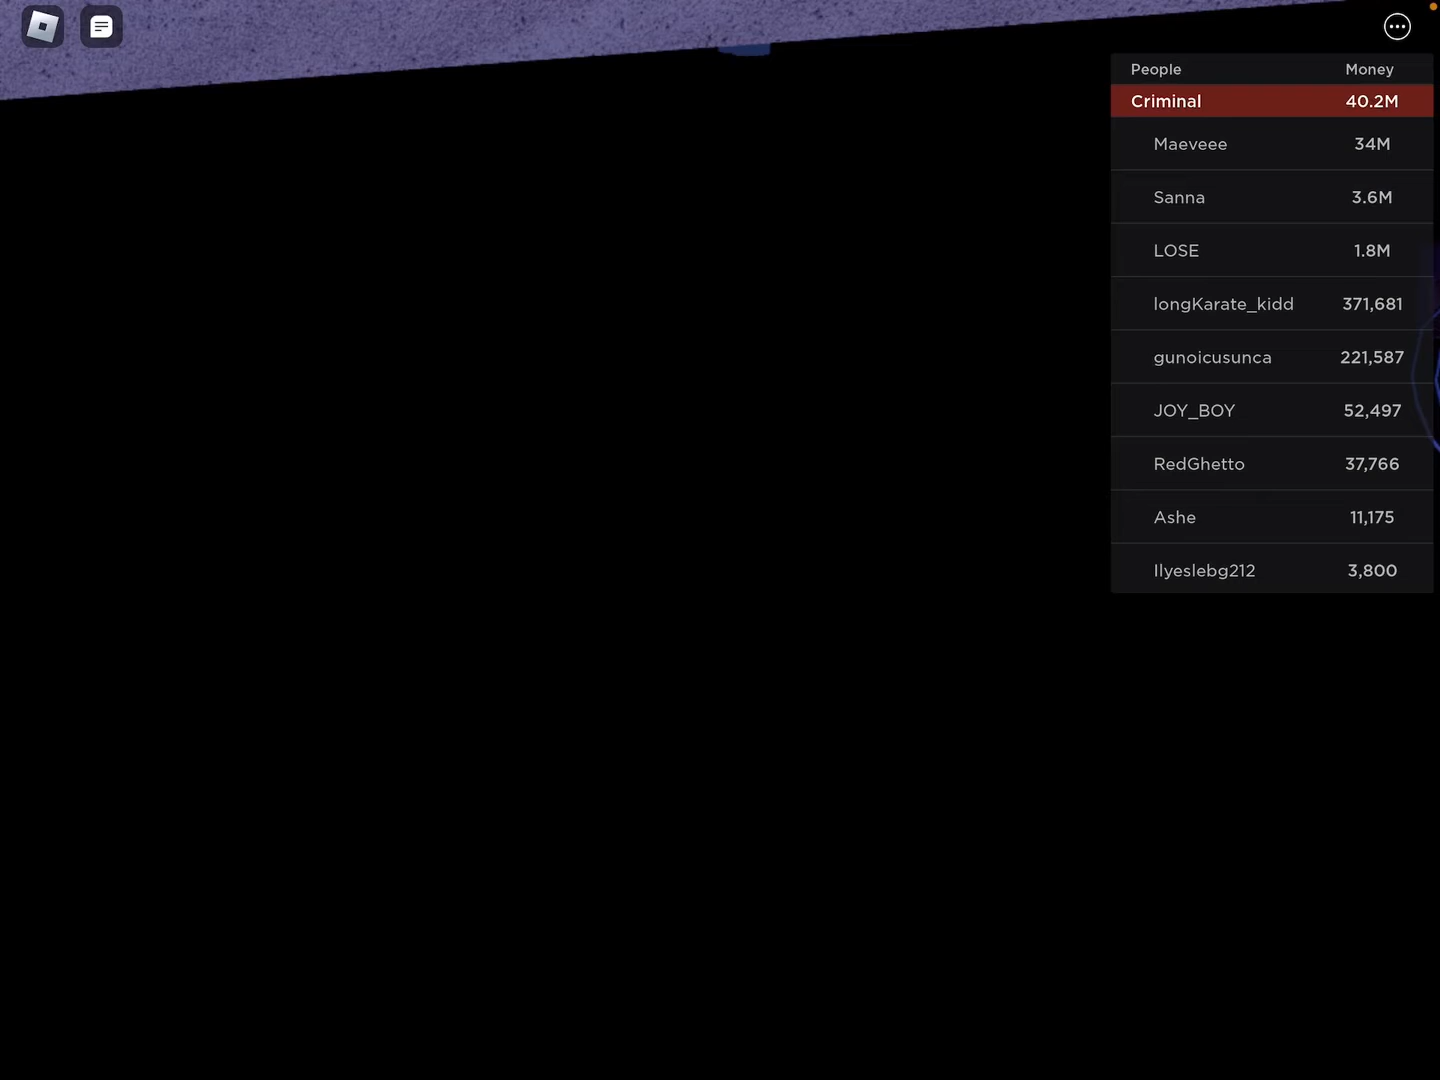 People Money
Criminal 40.2M
Maeveee 34M
Sanna 3.6M
LOSE 1.8M
longKarate_kidd 371,681
gunoicusunca 221,587
JOY_BOY 52,497
RedGhetto 37,766
Ashe 11,175
Ilyeslebg212 3,800